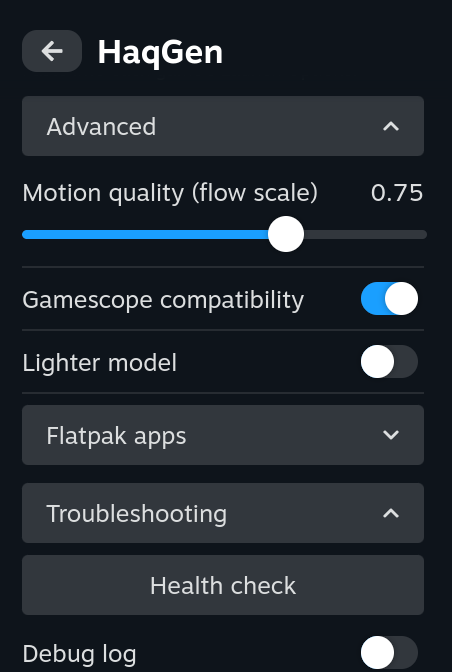 HaqGen
Advanced
Motion quality (flow scale) 0.75
Gamescope compatibility
Lighter model
Flatpak apps
Troubleshooting
Health check
Debug log